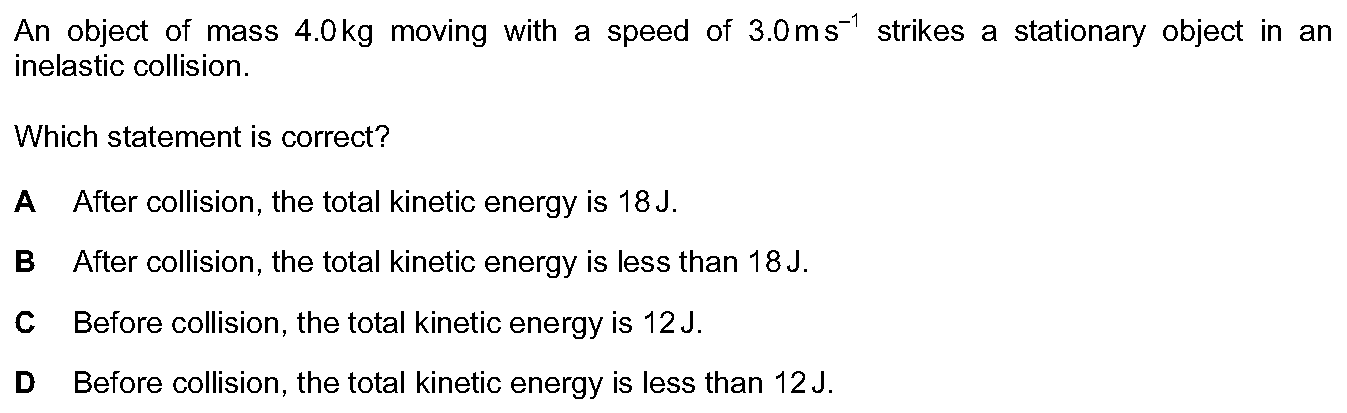 An object of mass 4.0 kg moving with a speed of 3.0 m s⁻¹ strikes a stationary object in an
inelastic collision.
Which statement is correct?
A After collision, the total kinetic energy is 18 J.
B After collision, the total kinetic energy is less than 18 J.
C Before collision, the total kinetic energy is 12 J.
D Before collision, the total kinetic energy is less than 12 J.